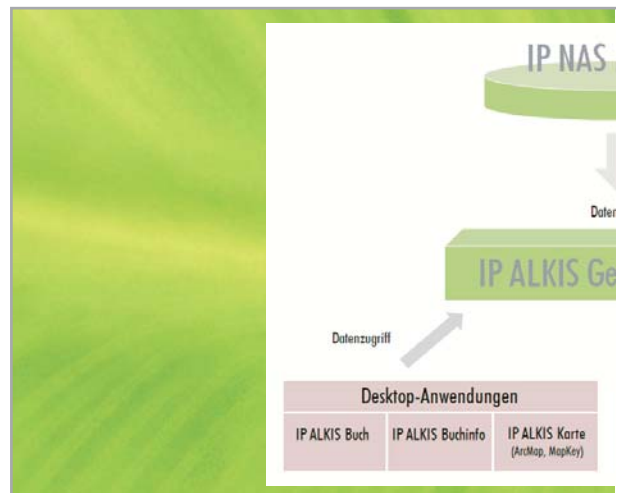 IP NAS
Daten
IP ALKIS Ge
Datenzugriff
Desktop-Anwendungen
IP ALKIS Buch
IP ALKIS Buchinfo
IP ALKIS Karte
(ArcMap, MapKey)